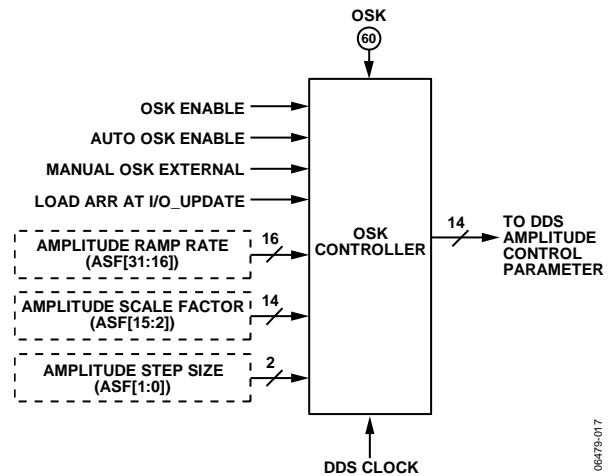 OSK
60
OSK ENABLE
AUTO OSK ENABLE
MANUAL OSK EXTERNAL
LOAD ARR AT I/O_UPDATE
AMPLITUDE RAMP RATE
(ASF[31:16])
16
AMPLITUDE SCALE FACTOR
(ASF[15:2])
14
AMPLITUDE STEP SIZE
(ASF[1:0])
2
OSK
CONTROLLER
14
TO DDS
AMPLITUDE
CONTROL
PARAMETER
DDS CLOCK
06479-017